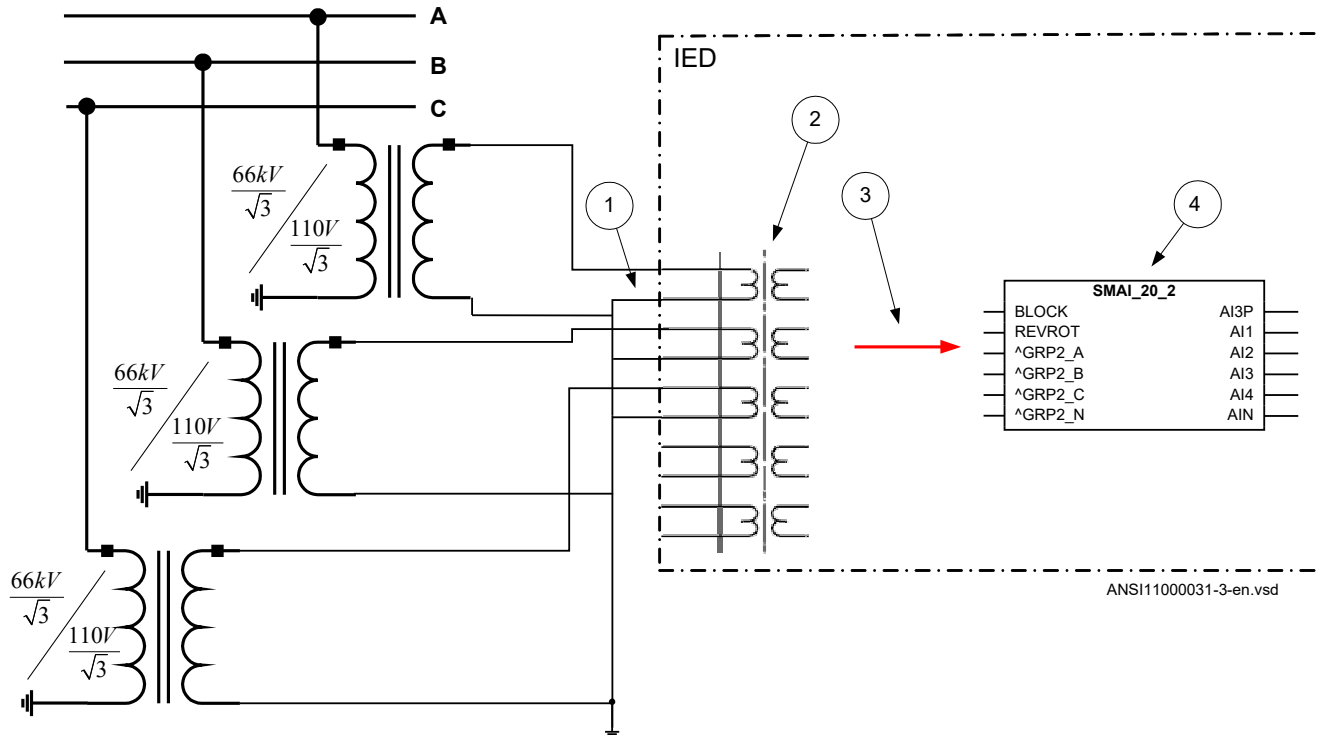 A
B
C
IED
2
3
1
4
66kV
√3
110V
√3
66kV
√3
110V
√3
66kV
√3
110V
√3
SMAI_20_2
BLOCK AI3P
REVROT AI1
^GRP2_A AI2
^GRP2_B AI3
^GRP2_C AI4
^GRP2_N AIN
ANSI11000031-3-en.vsd